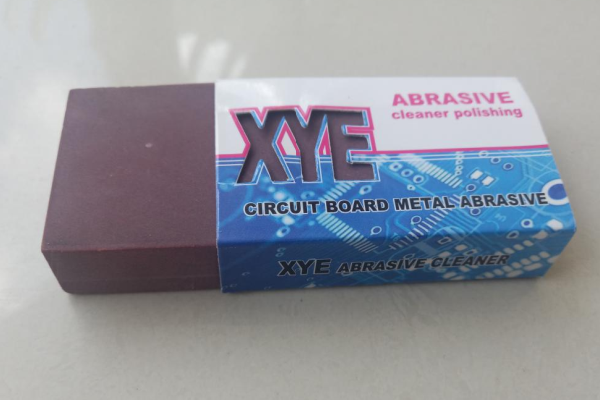 ABRASIVE
cleaner polishing
XYE
CIRCUIT BOARD METAL ABRASIVE
XYE ABRASIVE CLEANER